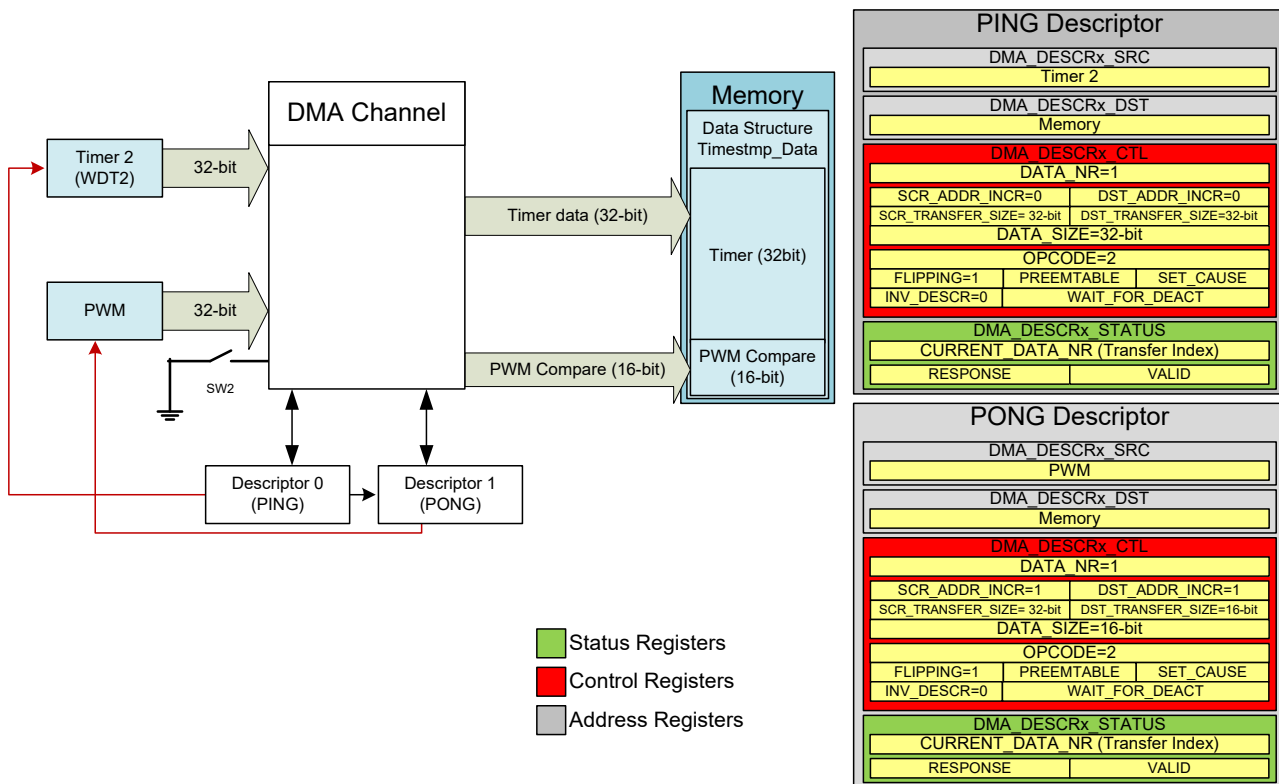 DMA Channel
Timer 2
(WDT2)
32-bit
PWM
32-bit
SW2
Timer data (32-bit)
PWM Compare (16-bit)
Memory
Data Structure
Timestmp_Data
Timer (32bit)
PWM Compare
(16-bit)
Descriptor 0
(PING)
Descriptor 1
(PONG)
Status Registers
Control Registers
Address Registers
PING Descriptor
DMA_DESCRx_SRC
Timer 2
DMA_DESCRx_DST
Memory
DMA_DESCRx_CTL
DATA_NR=1
SCR_ADDR_INCR=0 DST_ADDR_INCR=0
SCR_TRANSFER_SIZE= 32-bit DST_TRANSFER_SIZE=32-bit
DATA_SIZE=32-bit
OPCODE=2
FLIPPING=1 PREEMTABLE SET_CAUSE
INV_DESCR=0 WAIT_FOR_DEACT
DMA_DESCRx_STATUS
CURRENT_DATA_NR (Transfer Index)
RESPONSE VALID
PONG Descriptor
DMA_DESCRx_SRC
PWM
DMA_DESCRx_DST
Memory
DMA_DESCRx_CTL
DATA_NR=1
SCR_ADDR_INCR=1 DST_ADDR_INCR=1
SCR_TRANSFER_SIZE= 32-bit DST_TRANSFER_SIZE=16-bit
DATA_SIZE=16-bit
OPCODE=2
FLIPPING=1 PREEMTABLE SET_CAUSE
INV_DESCR=0 WAIT_FOR_DEACT
DMA_DESCRx_STATUS
CURRENT_DATA_NR (Transfer Index)
RESPONSE VALID